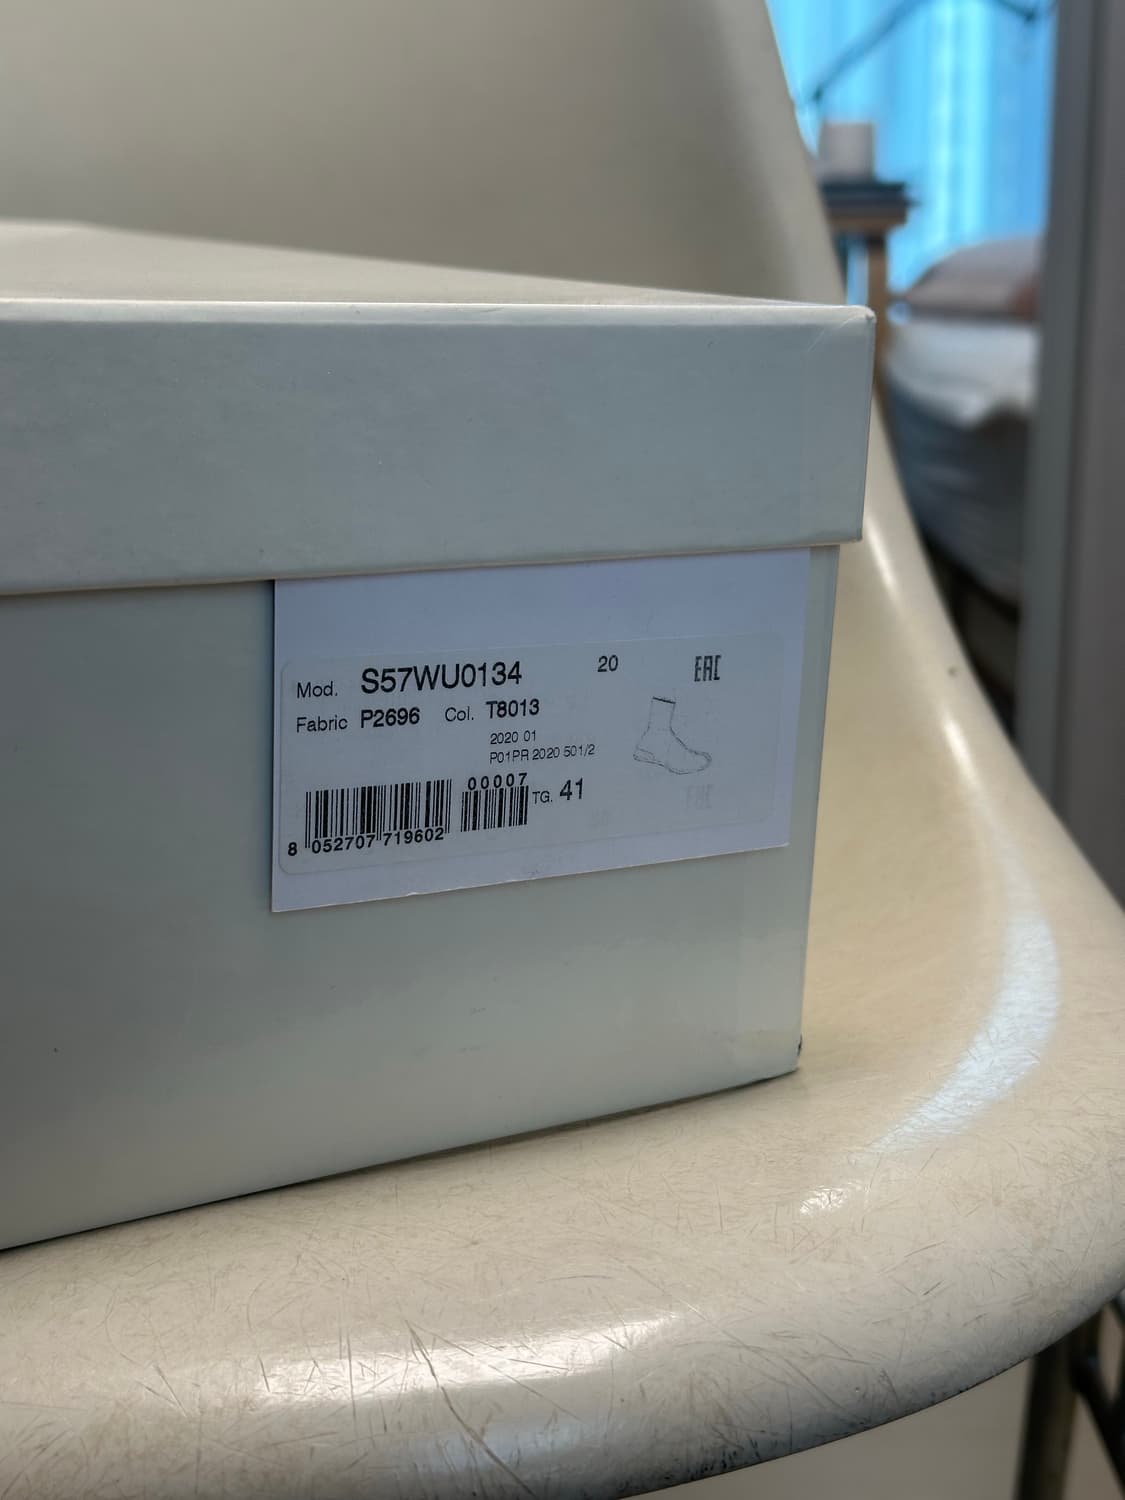 Mod. S57WU0134 20 EAC
Fabric P2696 Col. T8013
2020 01
P01PR 2020 501/2
00007
TG. 41
8 052707 719602